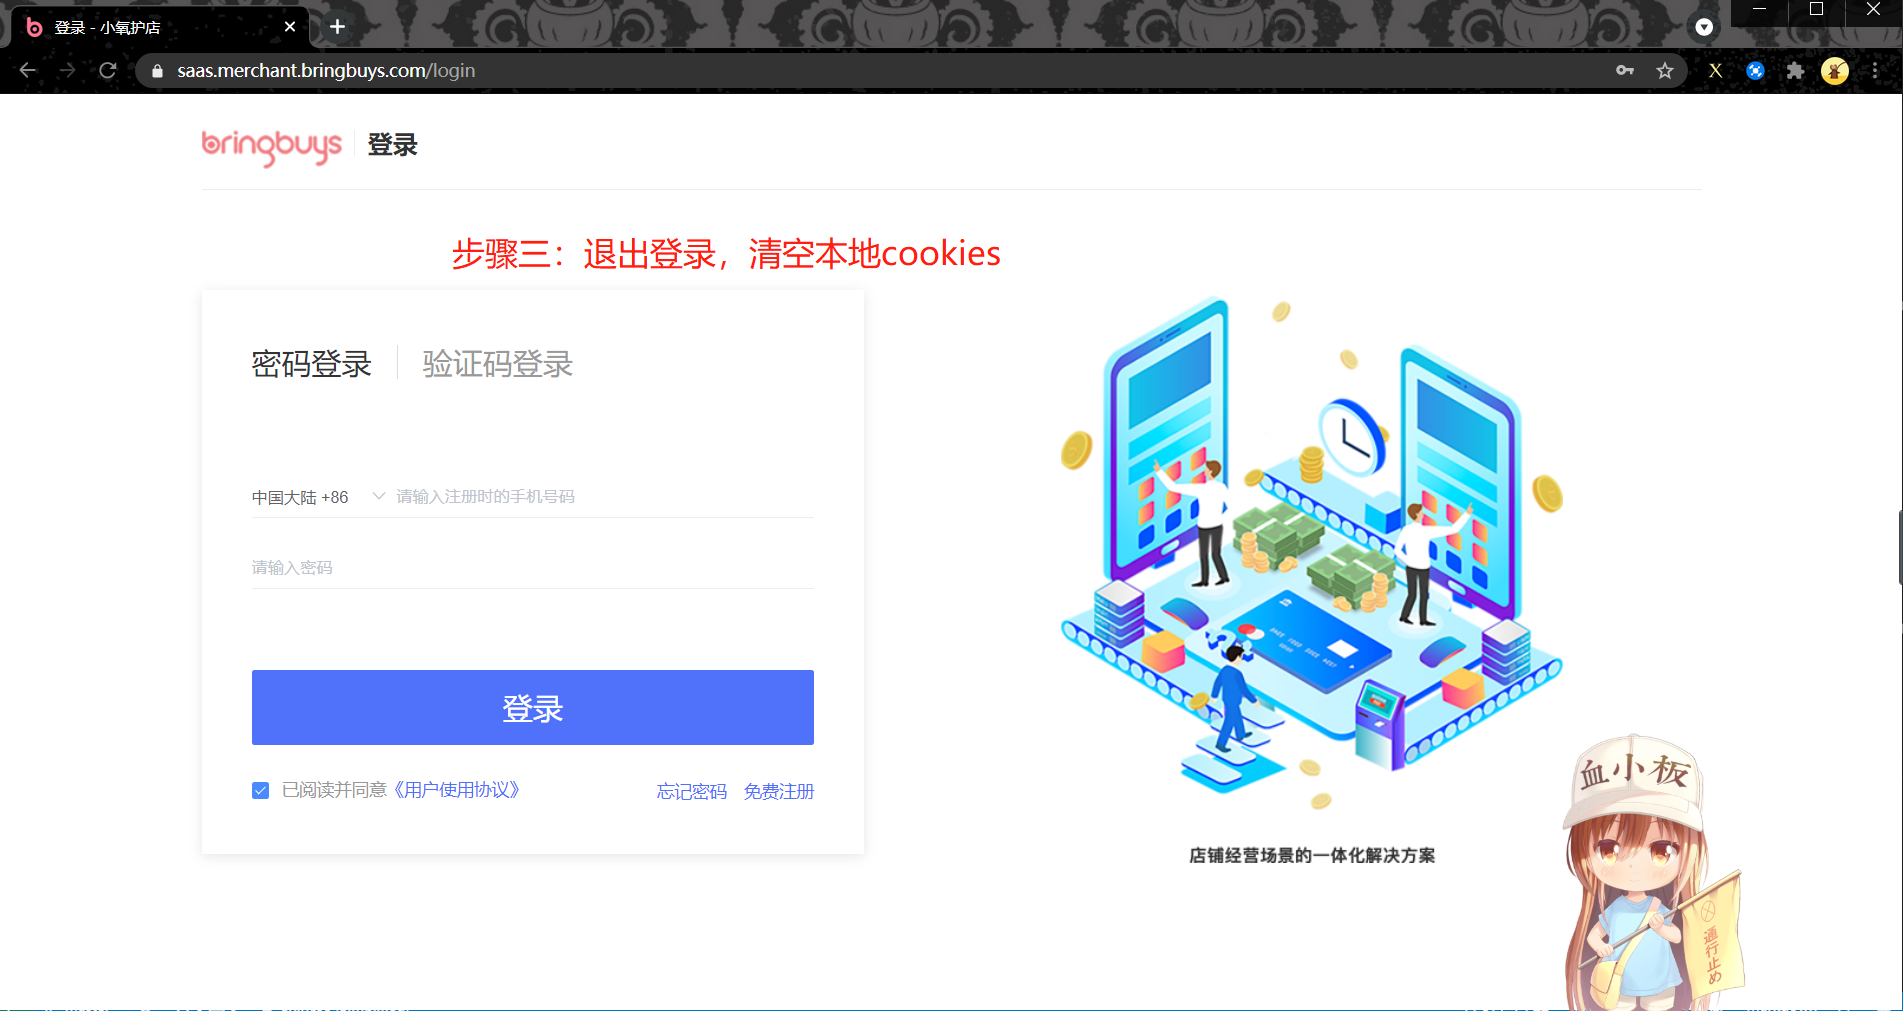 登录 - 小氧护店
saas.merchant.bringbuys.com/login
bringbuys
登录
步骤三：退出登录，清空本地cookies
密码登录
验证码登录
中国大陆 +86
请输入注册时的手机号码
请输入密码
登录
已阅读并同意《用户使用协议》
忘记密码
免费注册
店铺经营场景的一体化解决方案
血小板
通行止め